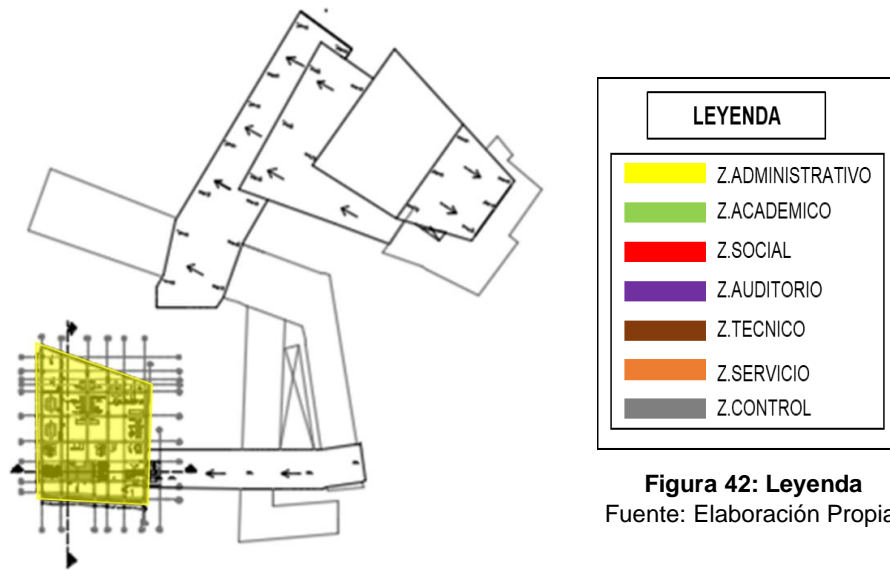 LEYENDA
Z.ADMINISTRATIVO
Z.ACADEMICO
Z.SOCIAL
Z.AUDITORIO
Z.TECNICO
Z.SERVICIO
Z.CONTROL
Figura 42: Leyenda
Fuente: Elaboración Propia